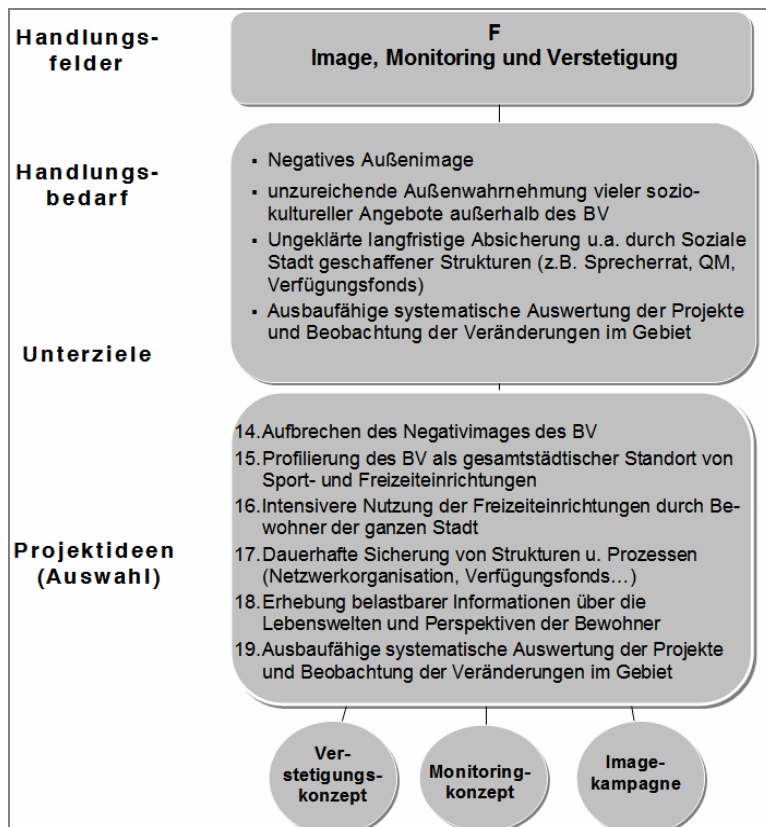 Handlungs-
felder
F
Image, Monitoring und Verstetigung
Handlungs-
bedarf
▪ Negatives Außenimage
▪ unzureichende Außenwahrnehmung vieler sozio-
kultureller Angebote außerhalb des BV
▪ Ungeklärte langfristige Absicherung u.a. durch Soziale
Stadt geschaffener Strukturen (z.B. Sprecherrat, QM,
Verfügungsfonds)
▪ Ausbaufähige systematische Auswertung der Projekte
und Beobachtung der Veränderungen im Gebiet
Unterziele
14.Aufbrechen des Negativimages des BV
15.Profilierung des BV als gesamtstädtischer Standort von
Sport- und Freizeiteinrichtungen
16.Intensivere Nutzung der Freizeiteinrichtungen durch Be-
wohner der ganzen Stadt
17.Dauerhafte Sicherung von Strukturen u. Prozessen
(Netzwerkorganisation, Verfügungsfonds…)
18.Erhebung belastbarer Informationen über die
Lebenswelten und Perspektiven der Bewohner
19.Ausbaufähige systematische Auswertung der Projekte
und Beobachtung der Veränderungen im Gebiet
Projektideen
(Auswahl)
Ver-
stetigungs-
konzept
Monitoring-
konzept
Image-
kampagne